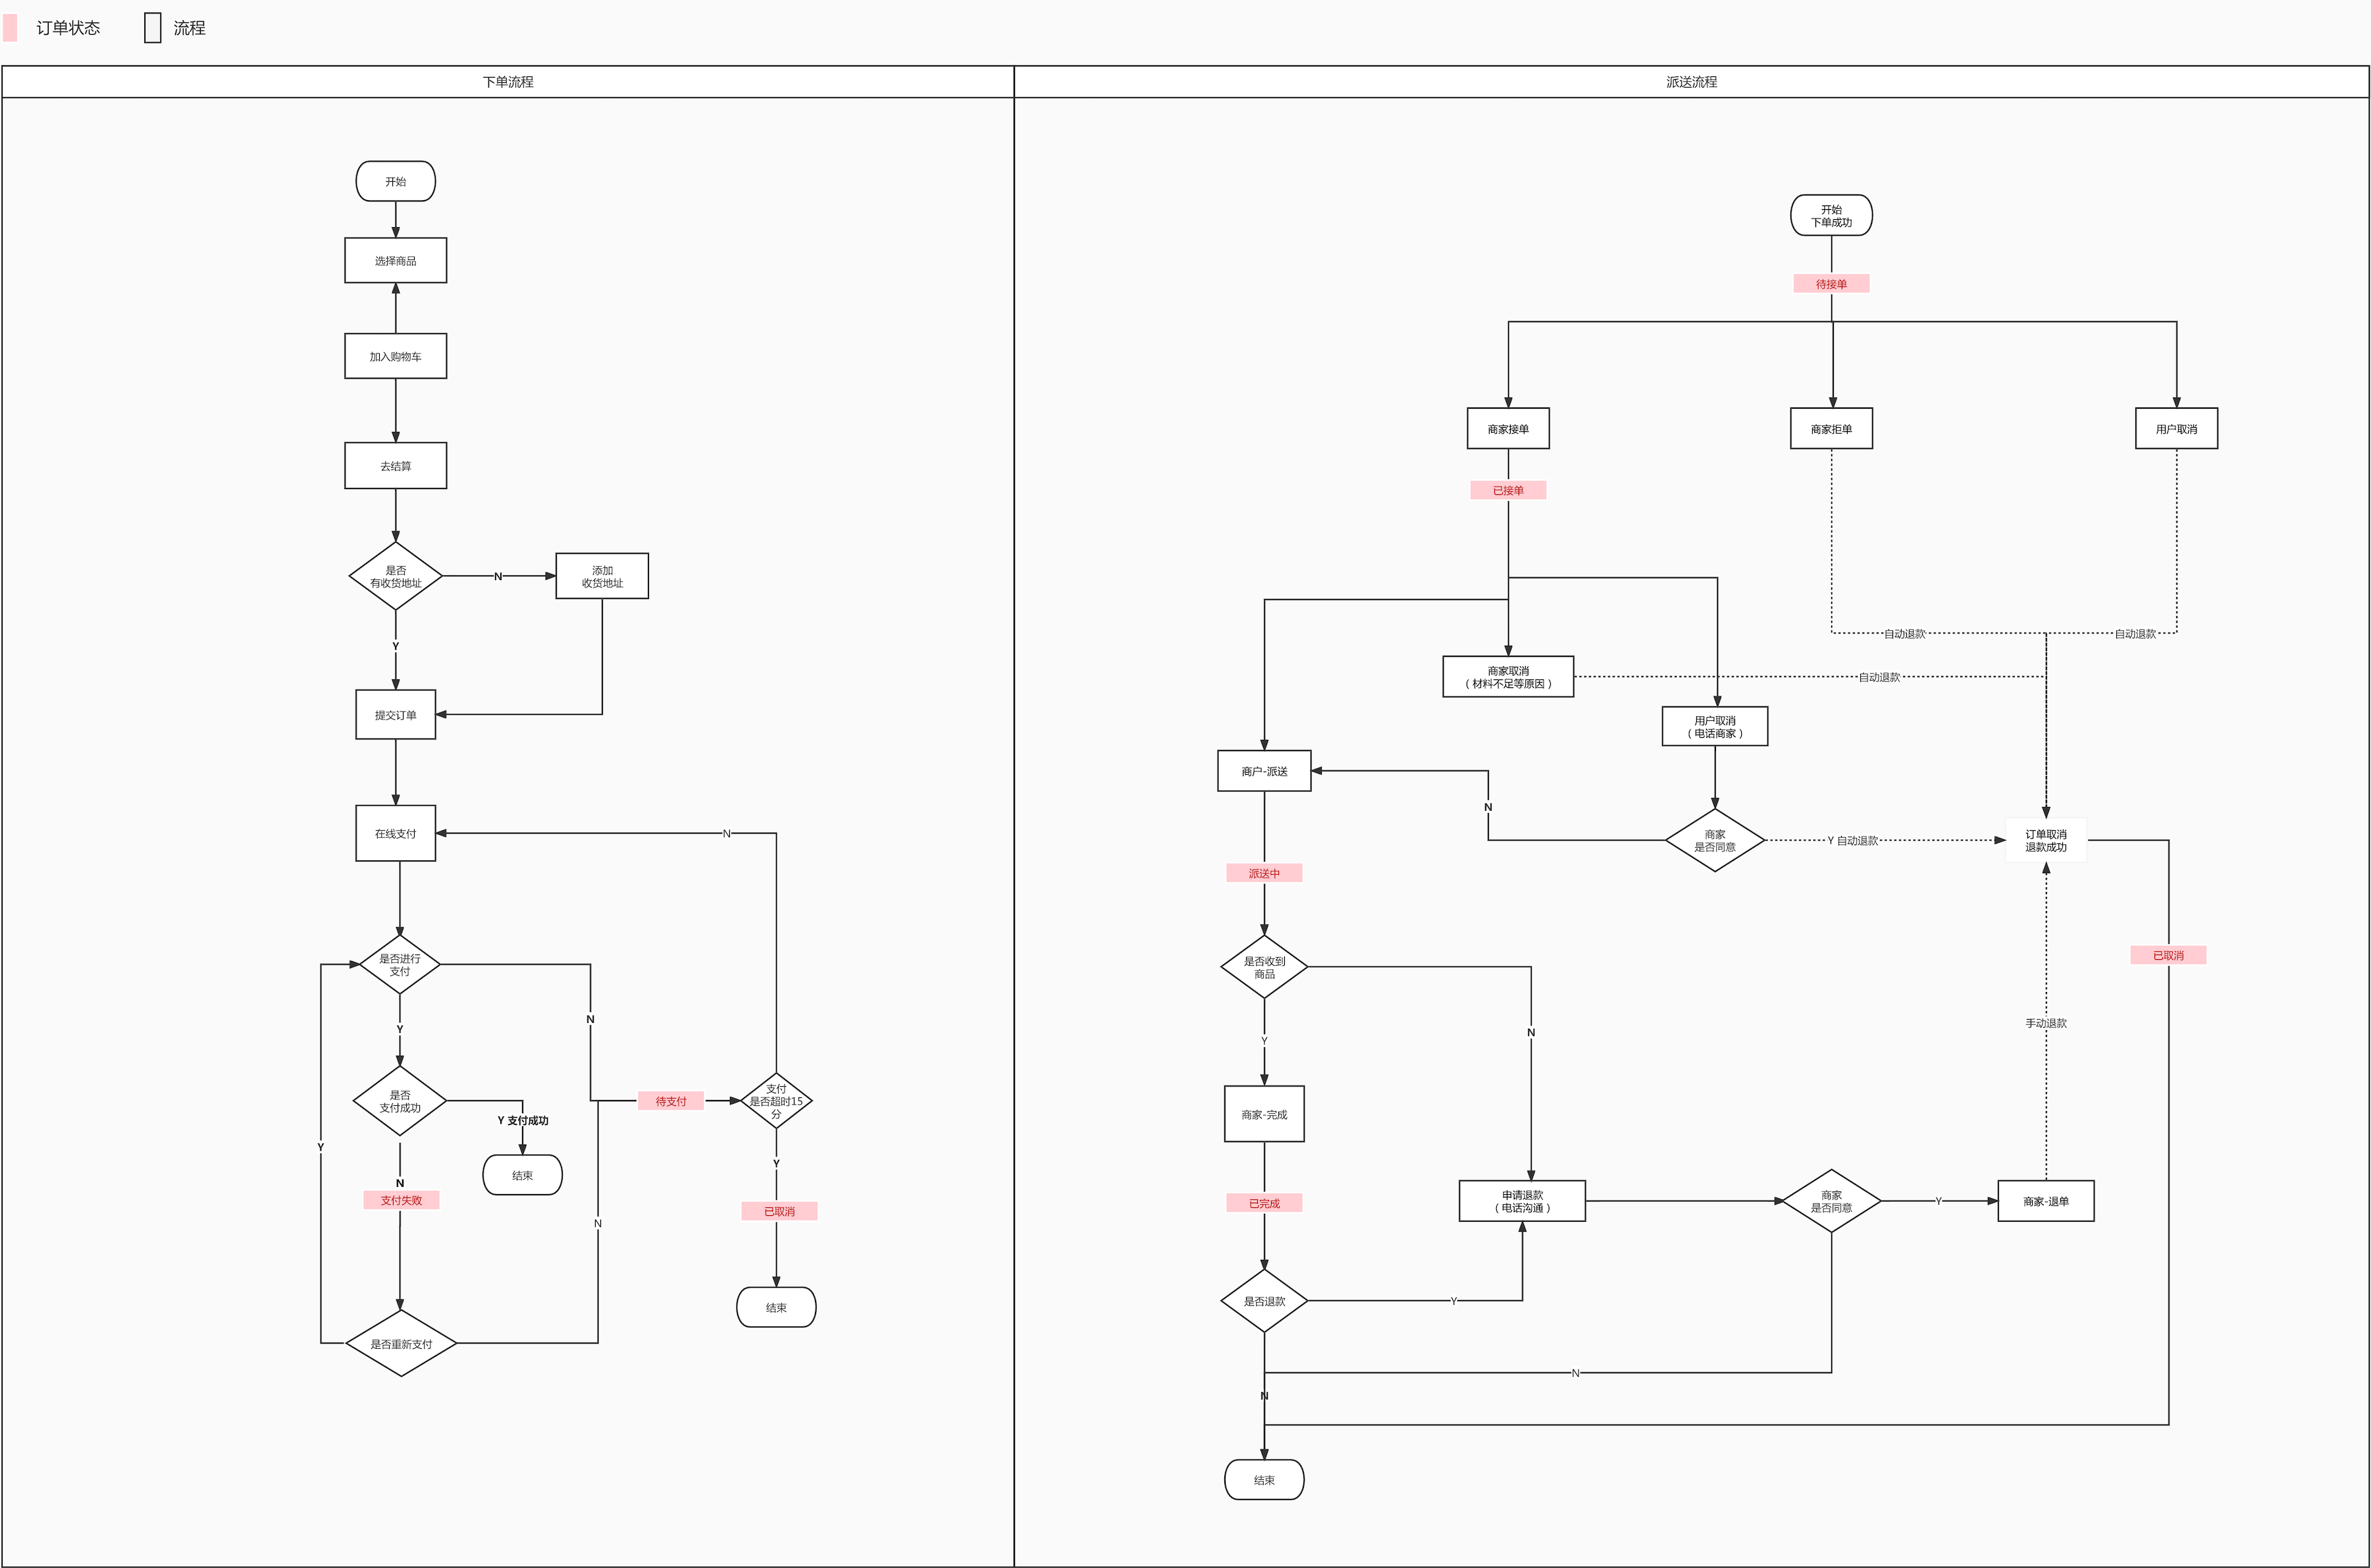 订单状态
流程
下单流程
派送流程
开始
选择商品
加入购物车
去结算
是否
有收货地址
N
添加
收货地址
Y
提交订单
在线支付
N
是否进行
支付
N
Y
是否
支付成功
Y 支付成功
结束
待支付
支付
是否超时15
分
Y
Y
N
支付失败
N
已取消
结束
是否重新支付
开始
下单成功
待接单
商家接单
商家拒单
用户取消
已接单
自动退款
自动退款
商家取消
（材料不足等原因）
自动退款
用户取消
（电话商家）
商户-派送
N
商家
是否同意
Y 自动退款
订单取消
退款成功
派送中
已取消
是否收到
商品
N
手动退款
Y
商家-完成
已完成
申请退款
（电话沟通）
商家
是否同意
Y
商家-退单
是否退款
Y
N
N
结束